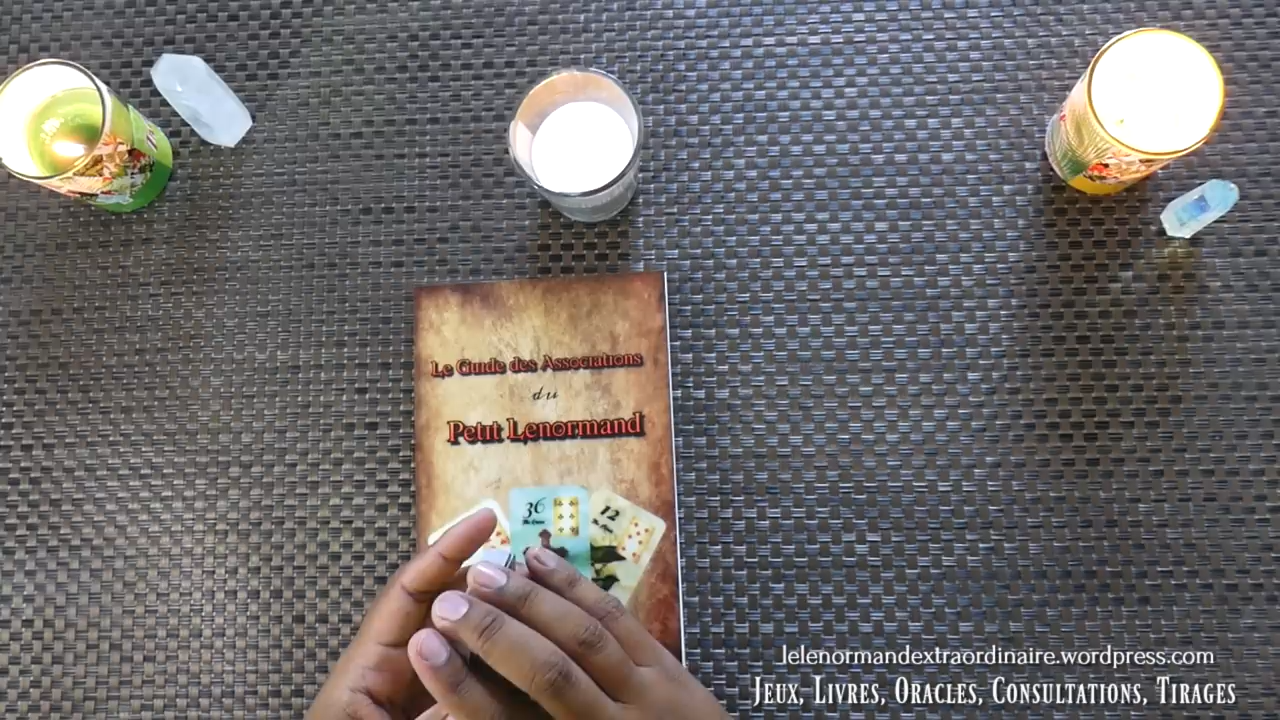 Le Guide des Associations
du
Petit Lenormand
36
12
lelenormandextraordinaire.wordpress.com
Jeux, Livres, Oracles, Consultations, Tirages